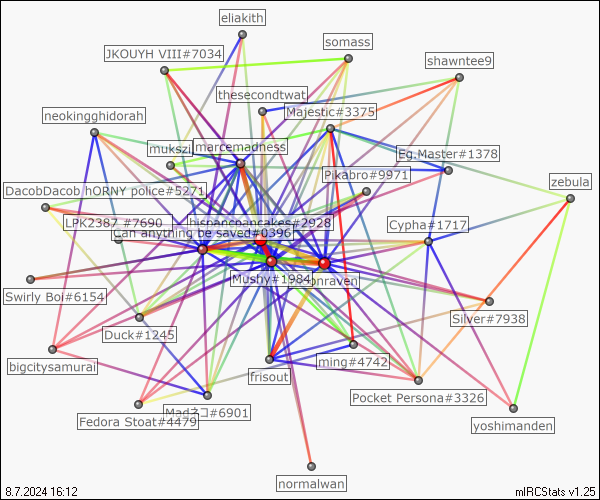 eliakith
somass
JKOUYH VIII#7034
shawntee9
thesecondtwat
Majestic#3375
neokingghidorah
mukszi
marcemadness
Eg.Master#1378
Pikabro#9971
zebula
DacobDacob hORNY police#5271
LPK2387 #7690
hispancpancakes#2928
Cypha#1717
Can anything be saved#0396
Mushy#1984
onraven
Swirly Boi#6154
Silver#7938
Duck#1245
bigcitysamurai
ming#4742
frisout
Pocket Persona#3326
Fedora Stoat#4479
#6901
yoshimanden
normalwan
8.7.2024 16:12
mIRCStats v1.25